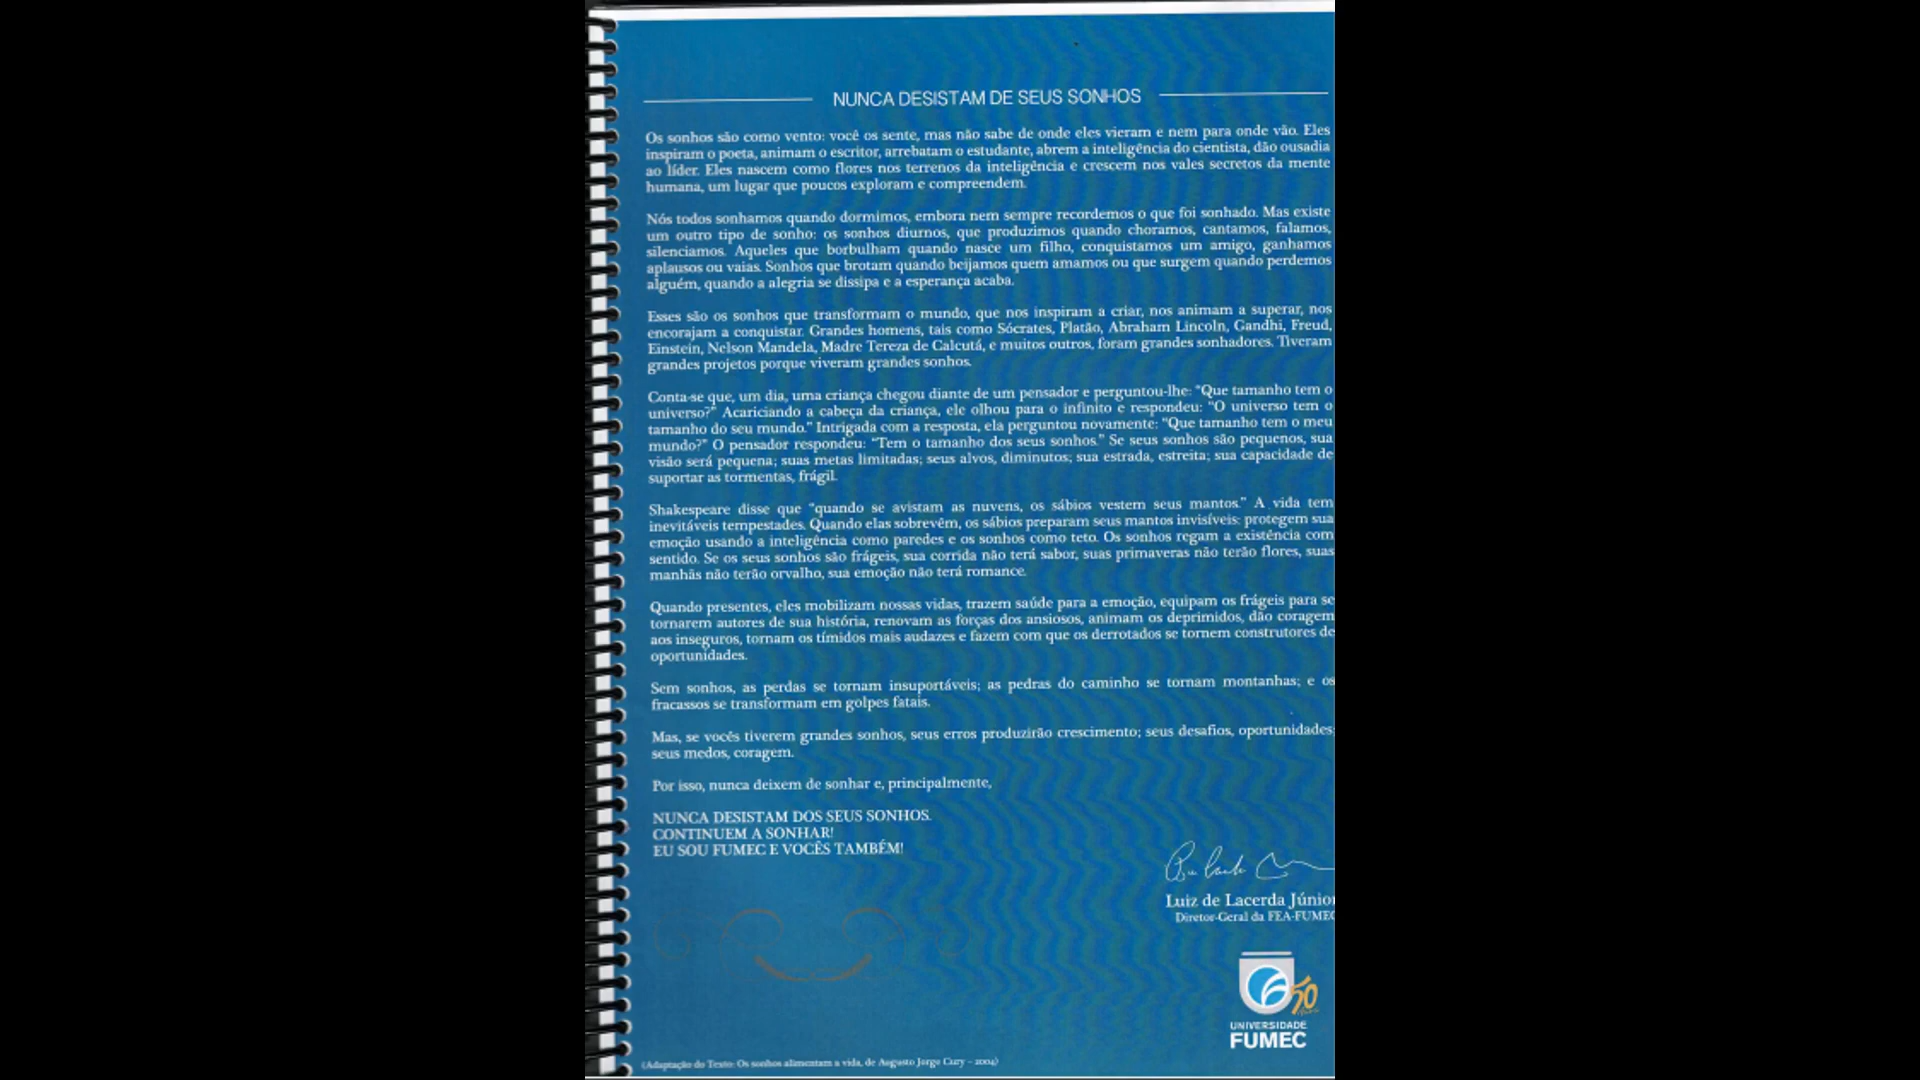 NUNCA DESISTAM DE SEUS SONHOS
Os sonhos são como vento: você os sente, mas não sabe de onde eles vieram e nem para onde vão. Eles
inspiram o poeta, animam o escritor, arrebatam o estudante, abrem a inteligência do cientista, dão ousadia
ao líder. Eles nascem como flores nos terrenos da inteligência e crescem nos vales secretos da mente
humana, um lugar que poucos exploram e compreendem.
Nós todos sonhamos quando dormimos, embora nem sempre recordemos o que foi sonhado. Mas existe
um outro tipo de sonho: os sonhos diurnos, que produzimos quando choramos, cantamos, falamos,
silenciamos. Aqueles que borbulham quando nasce um filho, conquistamos um amigo, ganhamos
aplausos ou vaias. Sonhos que brotam quando beijamos quem amamos ou que surgem quando perdemos
alguém, quando a alegria se dissipa e a esperança acaba.
Esses são os sonhos que transformam o mundo, que nos inspiram a criar, nos animam a superar, nos
encorajam a conquistar. Grandes homens, tais como Sócrates, Platão, Abraham Lincoln, Gandhi, Freud,
Einstein, Nelson Mandela, Madre Tereza de Calcutá, e muitos outros, foram grandes sonhadores. Tiveram
grandes projetos porque viveram grandes sonhos.
Conta-se que, um dia, uma criança chegou diante de um pensador e perguntou-lhe: "Que tamanho tem o
universo?" Acariciando a cabeça da criança, ele olhou para o infinito e respondeu: "O universo tem o
tamanho do seu mundo." Intrigada com a resposta, ela perguntou novamente: "Que tamanho tem o meu
mundo?" O pensador respondeu: "Tem o tamanho dos seus sonhos." Se seus sonhos são pequenos, sua
visão será pequena; suas metas limitadas; seus alvos, diminutos; sua estrada, estreita; sua capacidade de
suportar as tormentas, frágil.
Shakespeare disse que "quando se avistam as nuvens, os sábios vestem seus mantos." A vida tem
inevitáveis tempestades. Quando elas sobrevêm, os sábios preparam seus mantos invisíveis: protegem sua
emoção usando a inteligência como paredes e os sonhos como teto. Os sonhos regam a existência com
sentido. Se os seus sonhos são frágeis, sua corrida não terá sabor, suas primaveras não terão flores, suas
manhãs não terão orvalho, sua emoção não terá romance.
Quando presentes, eles mobilizam nossas vidas, trazem saúde para a emoção, equipam os frágeis para se
tornarem autores de sua história, renovam as forças dos ansiosos, animam os deprimidos, dão coragem
aos inseguros, tornam os tímidos mais audazes e fazem com que os derrotados se tornem construtores de
oportunidades.
Sem sonhos, as perdas se tornam insuportáveis; as pedras do caminho se tornam montanhas; e os
fracassos se transformam em golpes fatais.
Mas, se vocês tiverem grandes sonhos, seus erros produzirão crescimento; seus desafios, oportunidades
seus medos, coragem.
Por isso, nunca deixem de sonhar e, principalmente,
NUNCA DESISTAM DOS SEUS SONHOS.
CONTINUEM A SONHAR!
EU SOU FUMEC E VOCÊS TAMBÉM!
Luiz de Lacerda Júnior
Diretor-Geral da FEA-FUMEC
50
UNIVERSIDADE
FUMEC
(Adaptação do Texto: Os sonhos alimentam a vida, de Augusto Jorge Cury – 2004)